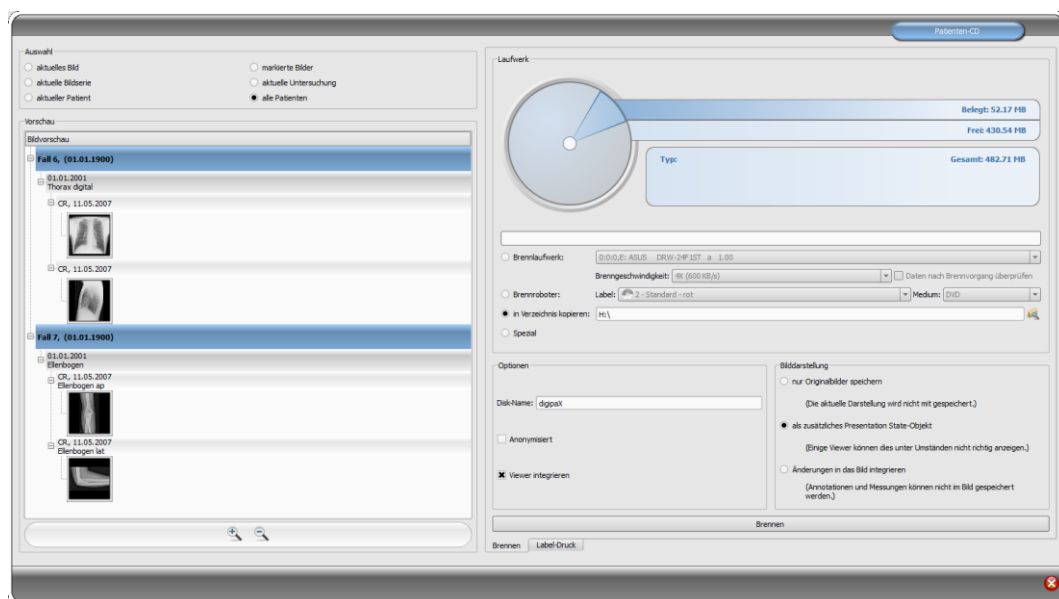 Patienten-CD
Auswahl
aktuelles Bild
markierte Bilder
aktuelle Bildserie
aktuelle Untersuchung
aktueller Patient
alle Patienten
Vorschau
Bildvorschau
Fall 6, (01.01.1900)
01.01.2001
Thorax digital
CR, 11.05.2007
CR, 11.05.2007
Fall 7, (01.01.1900)
01.01.2001
Ellenbogen
CR, 11.05.2007
Ellenbogen ap
CR, 11.05.2007
Ellenbogen lat
Laufwerk
Belegt: 52.17 MB
Frei: 430.54 MB
Typ: Gesamt: 482.71 MB
Brennlaufwerk: 0:0:0,E: ASUS DRW-24F1ST a 1.00
Brenngeschwindigkeit: 4X (600 KB/s) Daten nach Brennvorgang überprüfen
Brennroboter: Label: 2 - Standard - rot Medium: DVD
in Verzeichnis kopieren: H:\
Spezial
Optionen
Disk-Name: digipaX
Anonymisiert
Viewer integrieren
Bilddarstellung
nur Originalbilder speichern
(Die aktuelle Darstellung wird nicht mit gespeichert.)
als zusätzliches Presentation State-Objekt
(Einige Viewer können dies unter Umständen nicht richtig anzeigen.)
Änderungen in das Bild integrieren
(Annotationen und Messungen können nicht im Bild gespeichert
werden.)
Brennen
Brennen Label-Druck